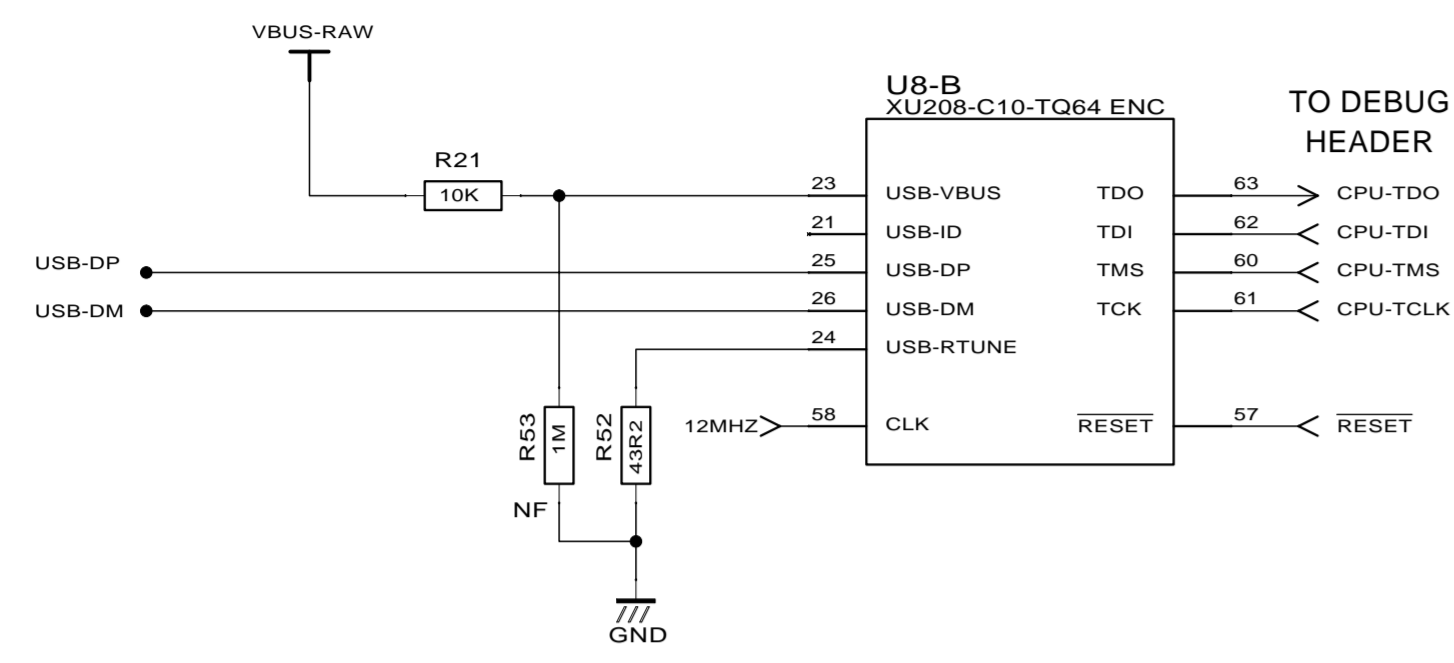 VBUS-RAW
U8-B
XU208-C10-TQ64 ENC
TO DEBUG
HEADER
R21
10K
23
USB-VBUS
TDO
63
CPU-TDO
21
USB-ID
TDI
62
CPU-TDI
USB-DP
25
USB-DP
TMS
60
CPU-TMS
USB-DM
26
USB-DM
TCK
61
CPU-TCLK
24
USB-RTUNE
R53
1M
R52
43R2
12MHZ
58
CLK
RESET
57
RESET
NF
GND